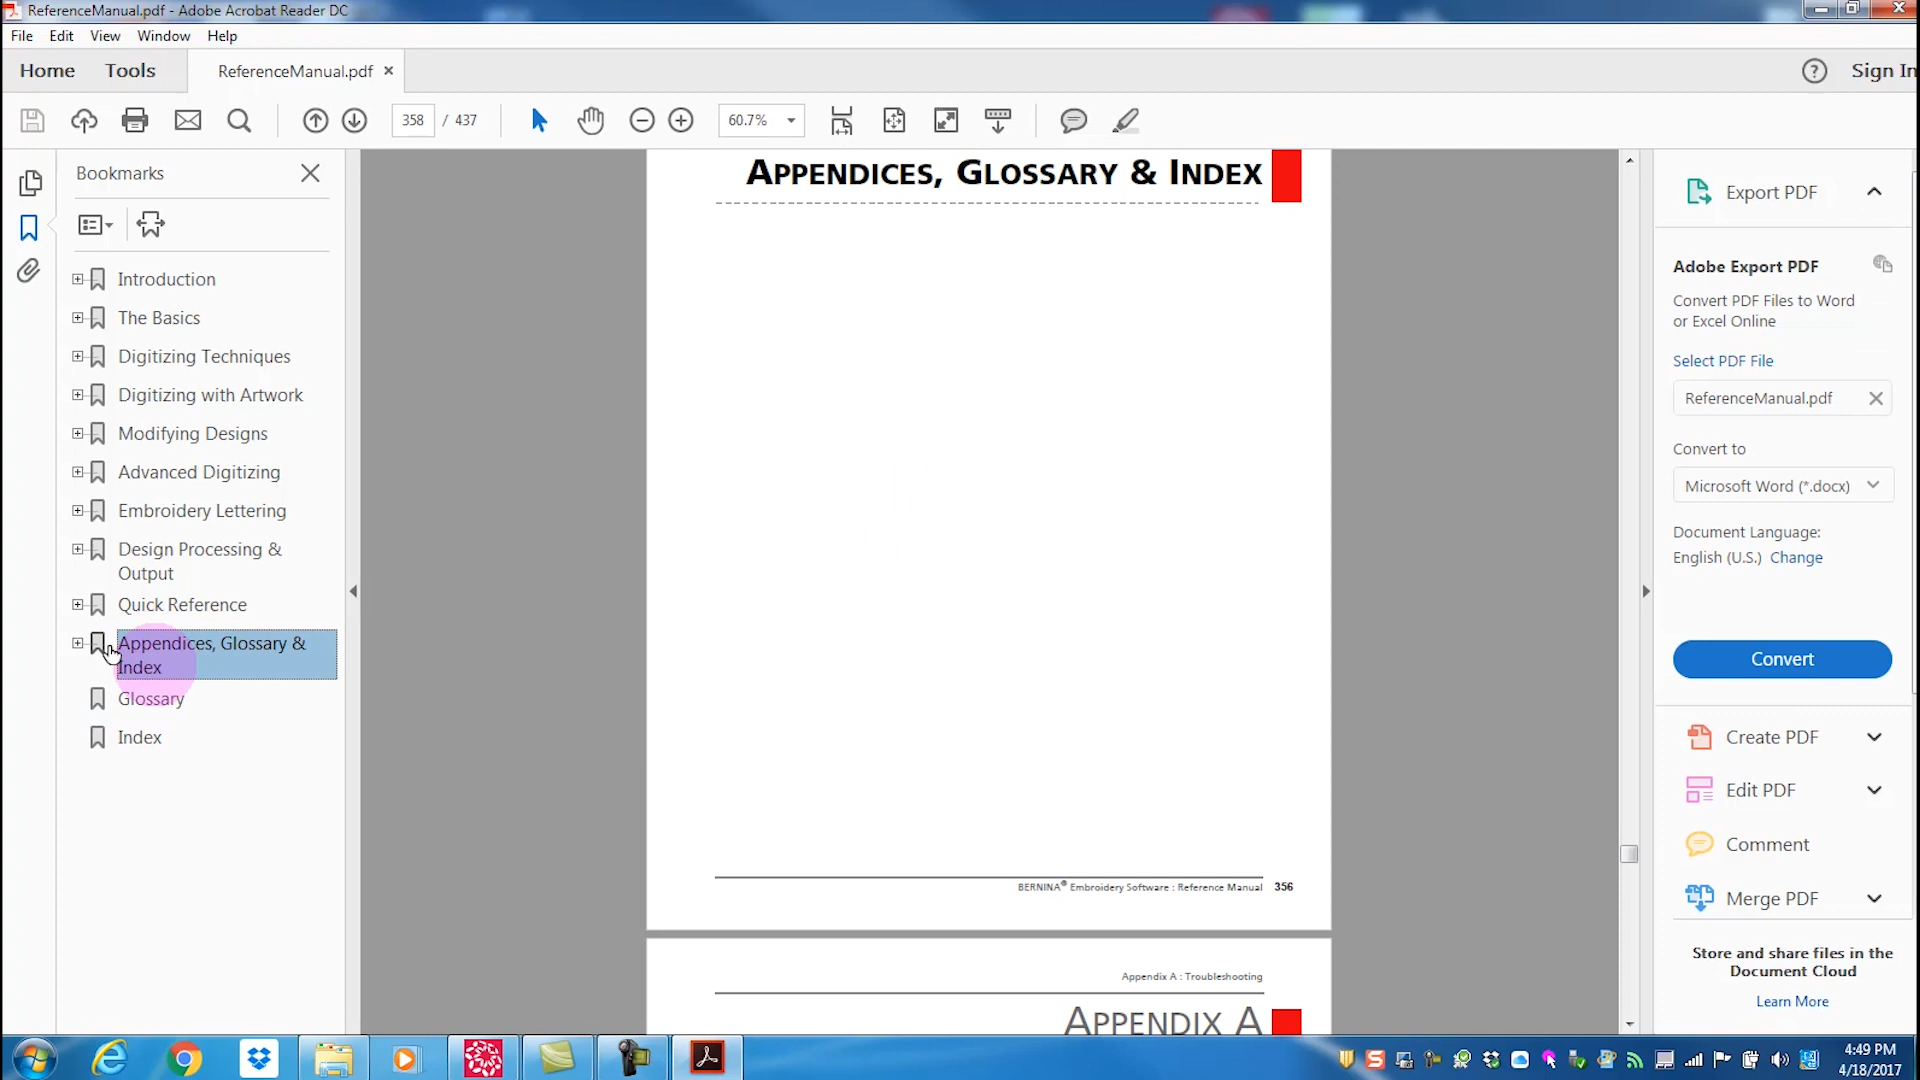 ReferenceManual.pdf - Adobe Acrobat Reader DC
File Edit View Window Help
Home Tools ReferenceManual.pdf × Sign In
358 / 437 60.7%
Bookmarks
Introduction
The Basics
Digitizing Techniques
Digitizing with Artwork
Modifying Designs
Advanced Digitizing
Embroidery Lettering
Design Processing &
Output
Quick Reference
Appendices, Glossary &
Index
Glossary
Index
APPENDICES, GLOSSARY & INDEX
BERNINA® Embroidery Software : Reference Manual 356
Appendix A : Troubleshooting
APPENDIX A
Export PDF
Adobe Export PDF
Convert PDF Files to Word
or Excel Online
Select PDF File
ReferenceManual.pdf
Convert to
Microsoft Word (*.docx)
Document Language:
English (U.S.) Change
Convert
Create PDF
Edit PDF
Comment
Merge PDF
Store and share files in the
Document Cloud
Learn More
4:49 PM
4/18/2017